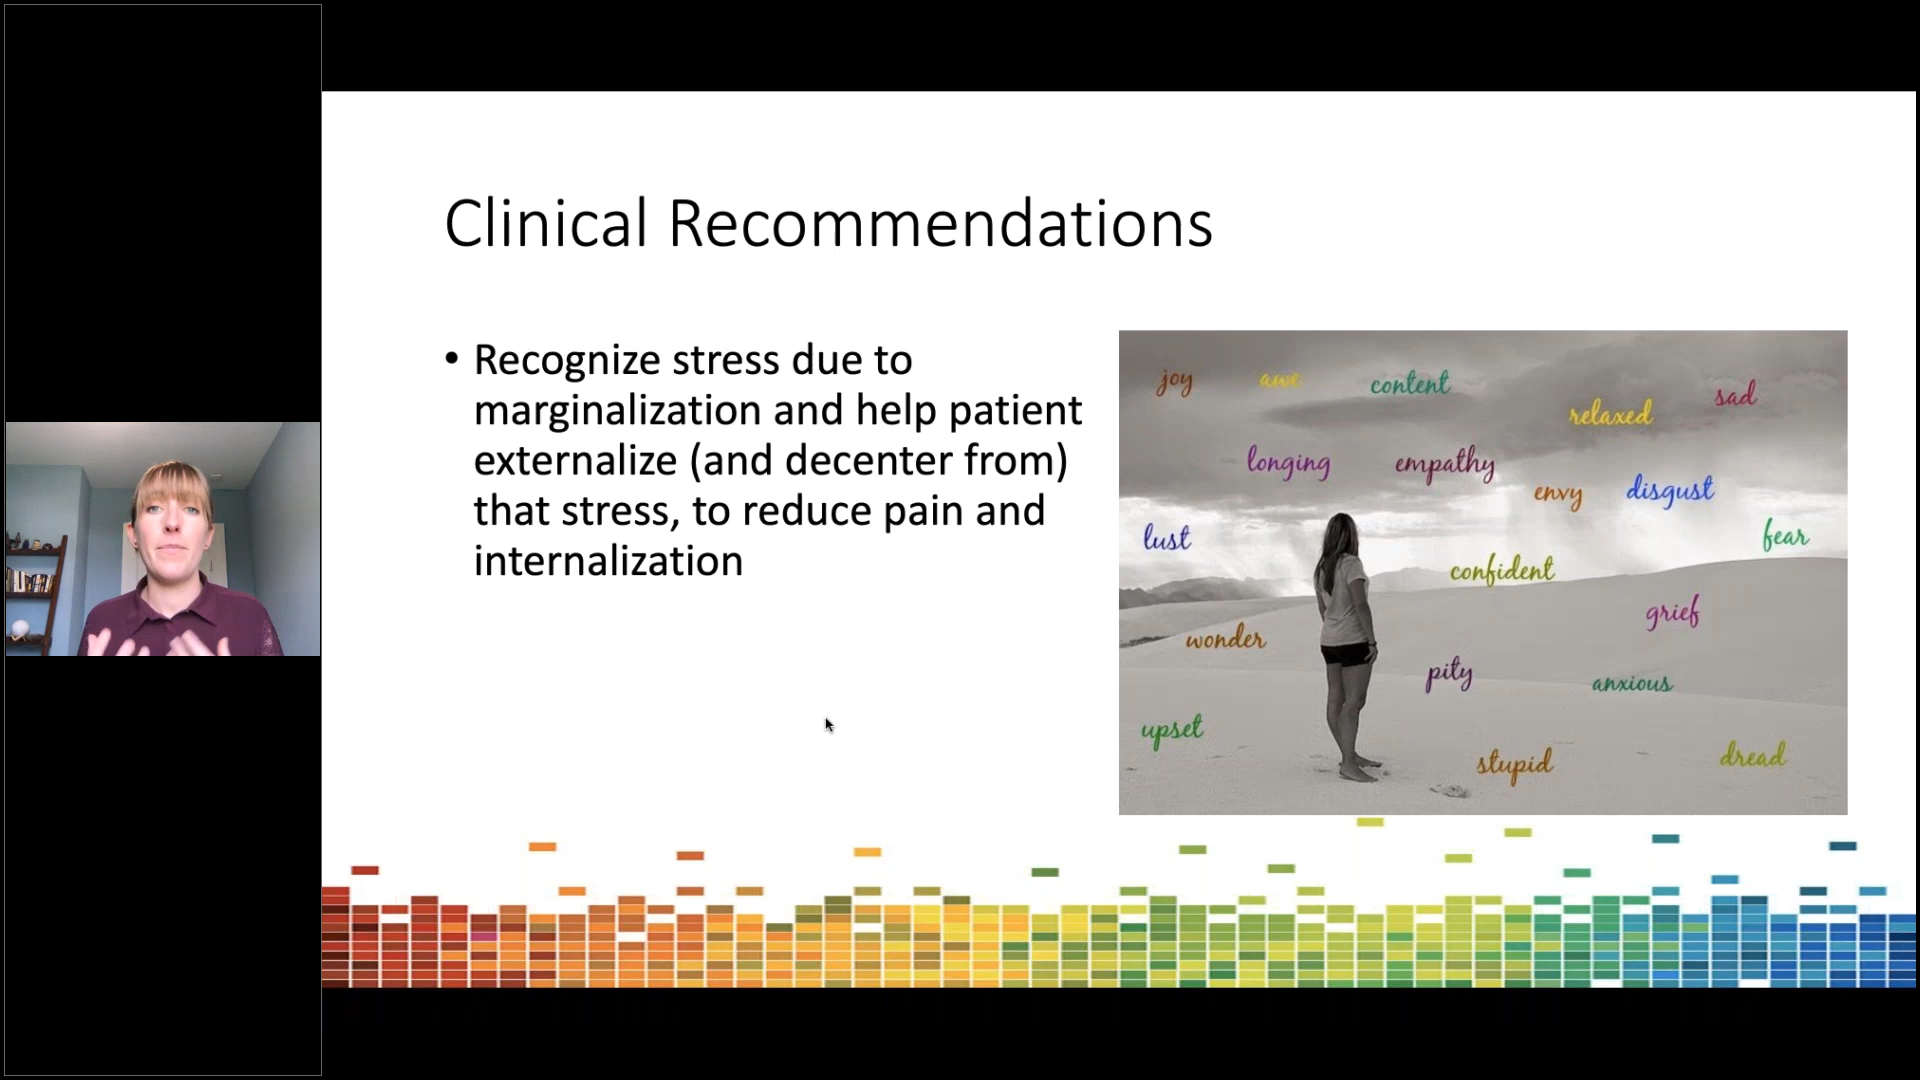 Clinical Recommendations
• Recognize stress due to
marginalization and help patient
externalize (and decenter from)
that stress, to reduce pain and
internalization
joy awe content
relaxed sad
longing empathy
envy disgust
lust fear
confident
grief
wonder
pity anxious
upset
stupid dread